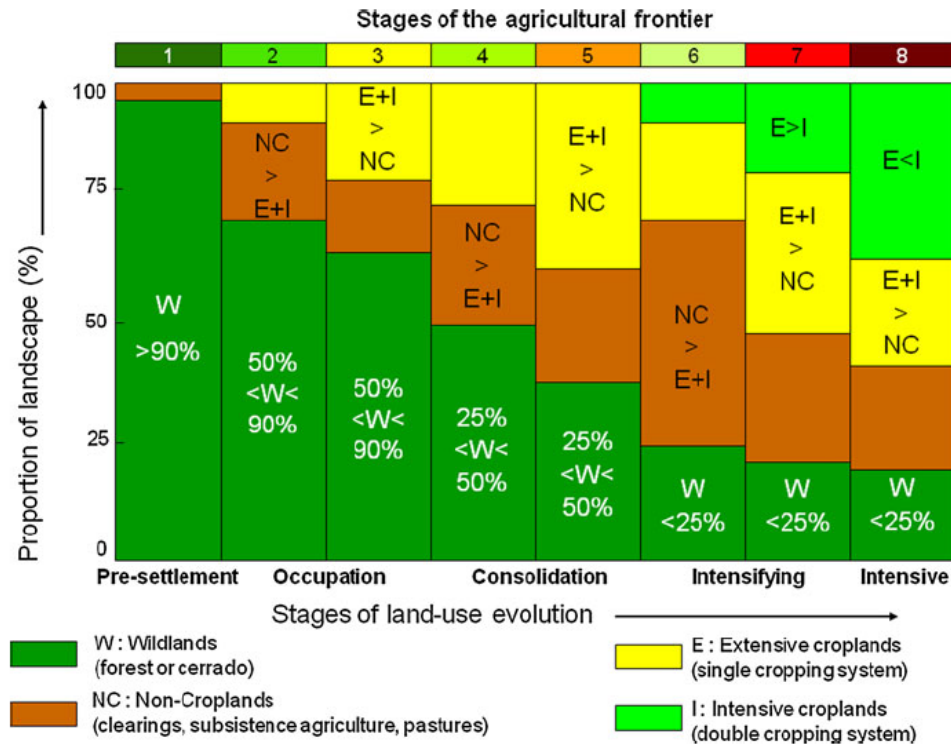 Stages of the agricultural frontier
1 2 3 4 5 6 7 8
Proportion of landscape (%)
100
75
50
25
0
W
>90%
NC
>
E+I
50%
<W<
90%
E+I
>
NC
50%
<W<
90%
NC
>
E+I
25%
<W<
50%
E+I
>
NC
25%
<W<
50%
NC
>
E+I
W
<25%
E>I
E+I
>
NC
W
<25%
E<I
E+I
>
NC
W
<25%
Pre-settlement Occupation Consolidation Intensifying Intensive
Stages of land-use evolution
W : Wildlands
(forest or cerrado)
NC : Non-Croplands
(clearings, subsistence agriculture, pastures)
E : Extensive croplands
(single cropping system)
I : Intensive croplands
(double cropping system)